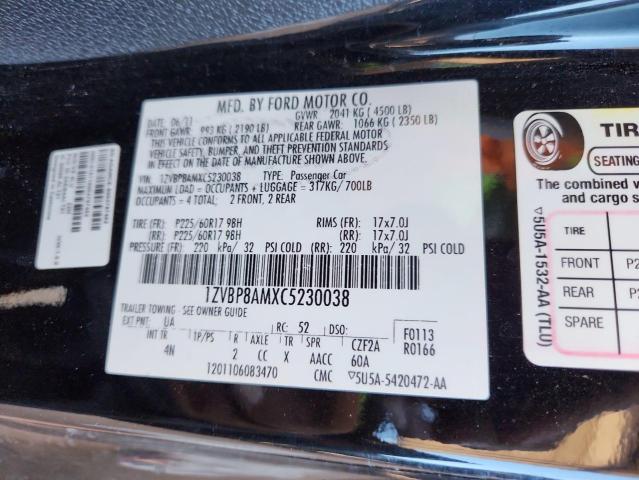 MFD. BY FORD MOTOR CO.
DATE: 06/11 GVWR 2041 KG ( 4500 LB)
FRONT GAWR: 993 KG ( 2190 LB) REAR GAWR: 1066 KG ( 2350 LB)
THIS VEHICLE CONFORMS TO ALL APPLICABLE FEDERAL MOTOR
VEHICLE SAFETY, BUMPER, AND THEFT PREVENTION STANDARDS
IN EFFECT ON THE DATE OF MANUFACTURE SHOWN ABOVE.
VIN: 1ZVBP8AMXC5230038 TYPE: Passenger Car
MAXIMUM LOAD = OCCUPANTS + LUGGAGE = 317KG/ 700LB
OCCUPANTS = 4 TOTAL; 2 FRONT, 2 REAR
TIRE (FR): P225/60R17 98H RIMS (FR): 17x7.0J
(RR): P225/60R17 98H (RR): 17x7.0J
PRESSURE (FR): 220 kPa/ 32 PSI COLD (RR): 220 kPa/ 32 PSI COLD
1ZVBP8AMXC5230038
TRAILER TOWING - SEE OWNER GUIDE
EXT PNT: UA RC: 52 DSO: F0113
INT TR 1P/PS R AXLE TR SPR CZF2A R0166
4N 2 CC X AACC 60A
1201106083470 CMC ▽5U5A-5420472-AA
TIR
SEATING
The combined v
and cargo s
TIRE
FRONT P2
REAR P2
SPARE
▽5U5A-1532-AA (TLU)